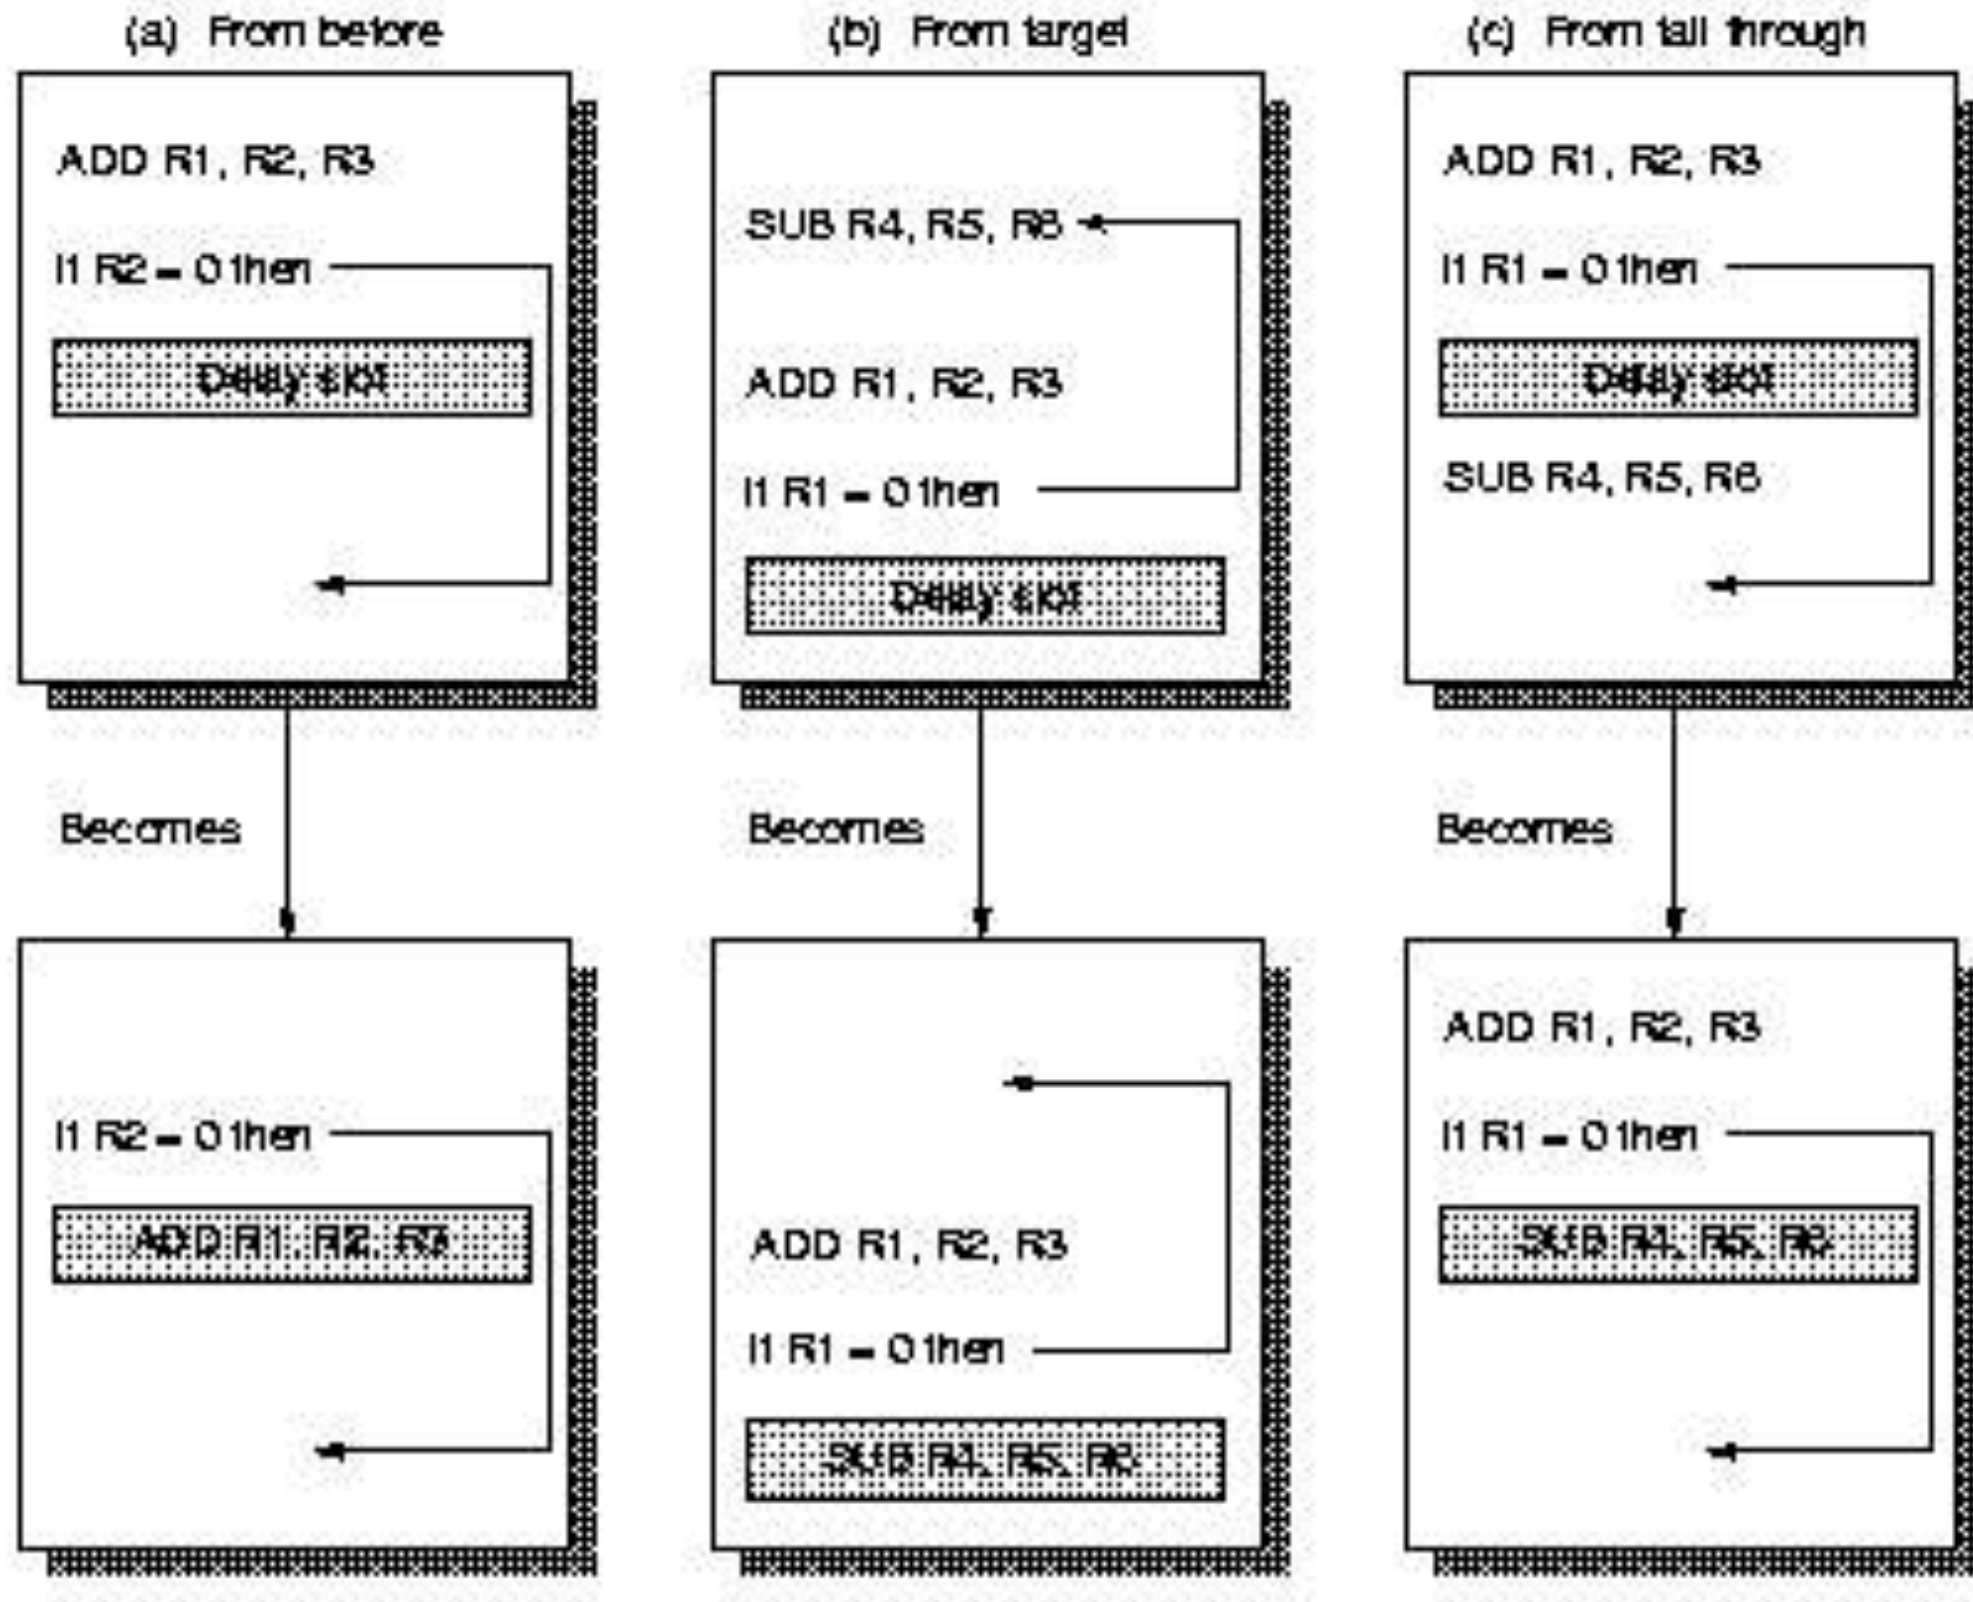 (a) From before
ADD R1, R2, R3
If R2 = 0 then
Delay slot
Becomes
If R2 = 0 then
ADD R1, R2, R3
(b) From target
SUB R4, R5, R6
ADD R1, R2, R3
If R1 = 0 then
Delay slot
Becomes
ADD R1, R2, R3
If R1 = 0 then
SUB R4, R5, R6
(c) From fall through
ADD R1, R2, R3
If R1 = 0 then
Delay slot
SUB R4, R5, R6
Becomes
ADD R1, R2, R3
If R1 = 0 then
SUB R4, R5, R6